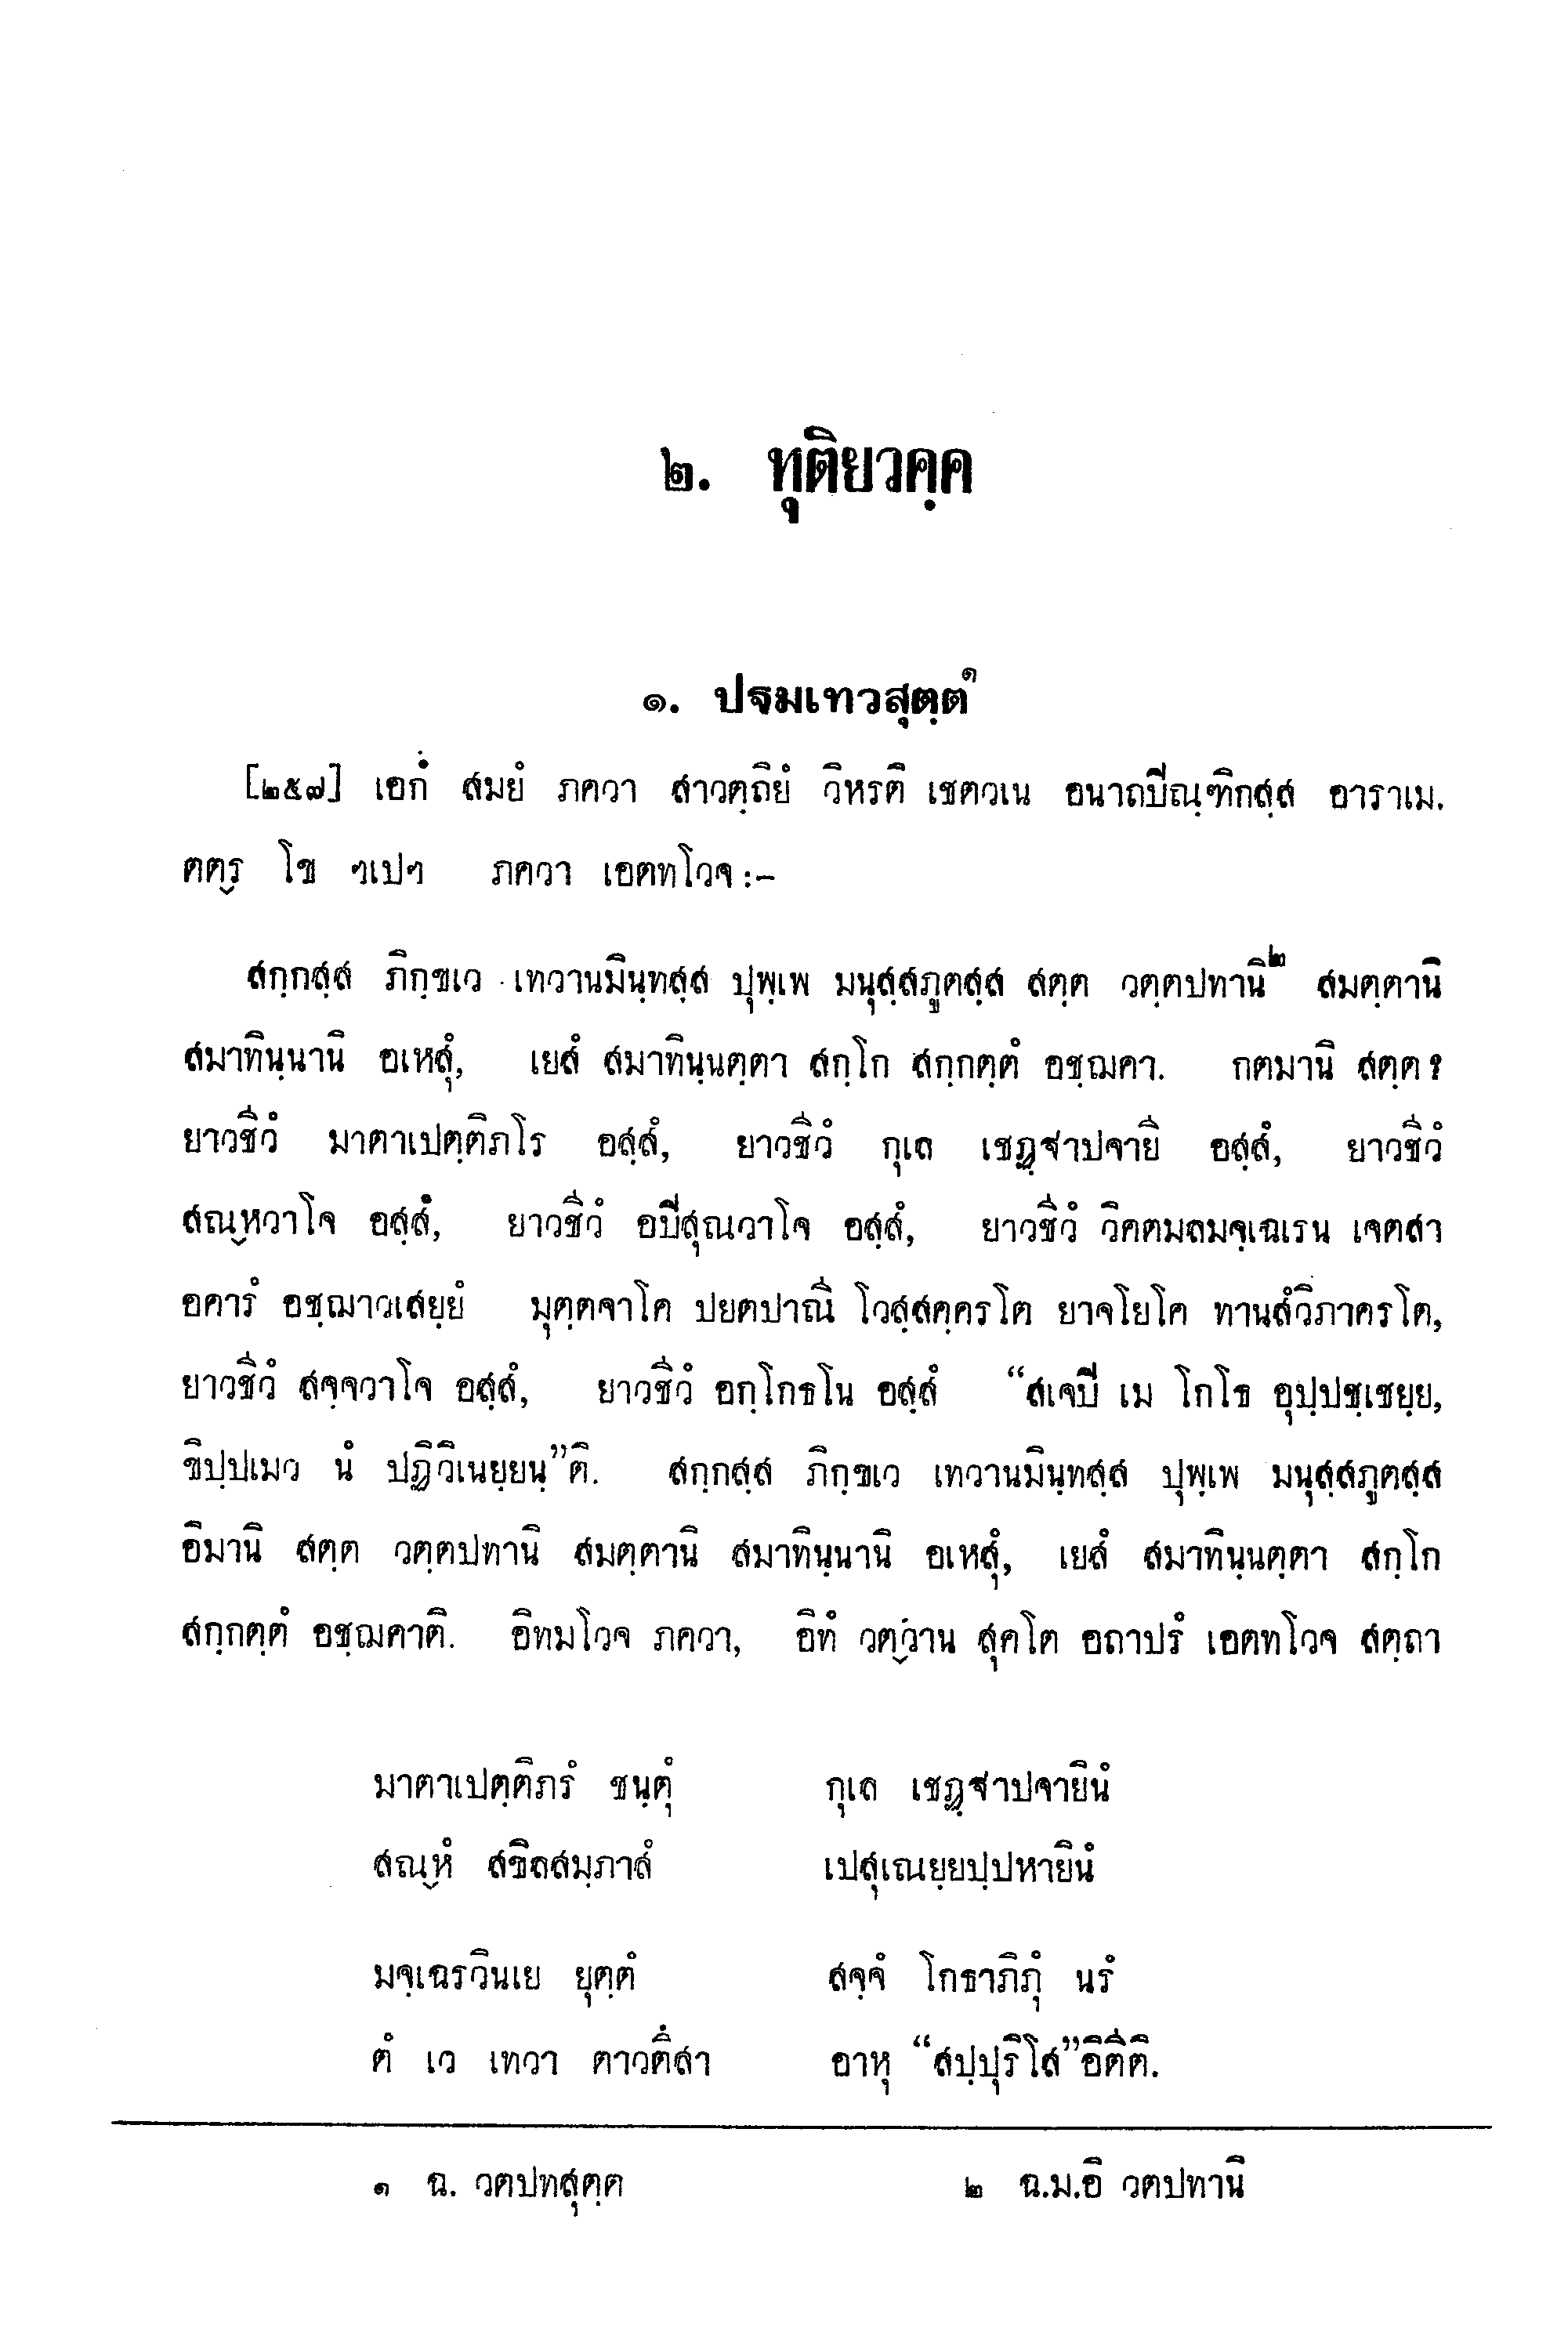 ๒. ทุติยวคฺค
๑. ปฐมเทวสุตฺตํ๑
[๒๕๗] เอกํ สมยํ ภควา สาวตฺถิยํ วิหรติ เชตวเน อนาถปิณฺฑิกสฺส อาราเม.
ตตฺร โข ฯเปฯ ภควา เอตทโวจ :-
สกฺกสฺส ภิกฺขเว เทวานมินฺทสฺส ปุพฺเพ มนุสฺสภูตสฺส สตฺต วตฺตปทานิ๒ สมตฺตานิ
สมาทินฺนานิ อเหสุํ, เยสํ สมาทินฺนตฺตา สกฺโก สกฺกตฺตํ อชฺฌคา. กตมานิ สตฺต ?
ยาวชีวํ มาตาเปตฺติภโร อสฺสํ, ยาวชีวํ กุเล เชฏฺฐาปจายี อสฺสํ, ยาวชีวํ
สณฺหวาโจ อสฺสํ, ยาวชีวํ อปิสุณวาโจ อสฺสํ, ยาวชีวํ วิคตมลมจฺเฉเรน เจตสา
อคารํ อชฺฌาวเสยฺยํ มุตฺตจาโค ปยตปาณี โวสฺสคฺครโต ยาจโยโค ทานสํวิภาครโต,
ยาวชีวํ สจฺจวาโจ อสฺสํ, ยาวชีวํ อกฺโกธโน อสฺสํ “สเจปิ เม โกโธ อุปฺปชฺเชยฺย,
ขิปฺปเมว นํ ปฏิวิเนยฺยนฺ”ติ. สกฺกสฺส ภิกฺขเว เทวานมินฺทสฺส ปุพฺเพ มนุสฺสภูตสฺส
อิมานิ สตฺต วตฺตปทานิ สมตฺตานิ สมาทินฺนานิ อเหสุํ, เยสํ สมาทินฺนตฺตา สกฺโก
สกฺกตฺตํ อชฺฌคาติ. อิทมโวจ ภควา, อิทํ วตฺวาน สุคโต อถาปรํ เอตทโวจ สตฺถา
มาตาเปตฺติภรํ ชนฺตุํ กุเล เชฏฺฐาปจายินํ
สณฺหํ สขิลสมฺภาสํ เปสุเณยฺยปฺปหายินํ
มจฺเฉรวินเย ยุตฺตํ สจฺจํ โกธาภิภุํ นรํ
ตํ เว เทวา ตาวตึสา อาหุ “สปฺปุริโส”อิตีติ.
๑ ฉ. วตปทสุตฺต ๒ ฉ.ม.อิ วตปทานิ